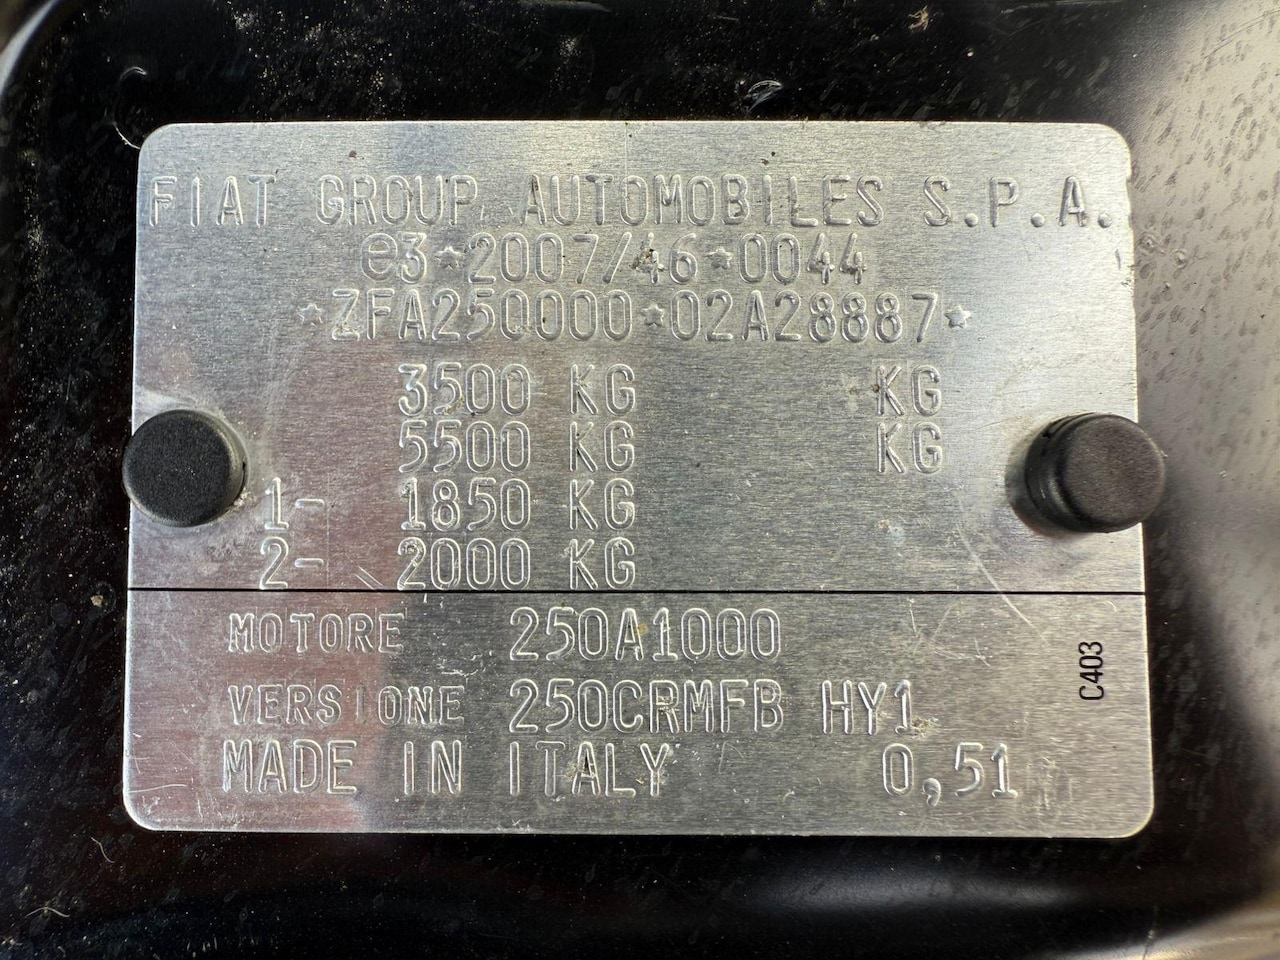 FIAT GROUP AUTOMOBILES S.P.A.
e3*2007/46*0044
*ZFA250000*02A28887*
3500 KG KG
5500 KG KG
1- 1850 KG
2- 2000 KG
MOTORE 250A1000
VERSIONE 250CRMFB HY1
MADE IN ITALY 0,51
C403